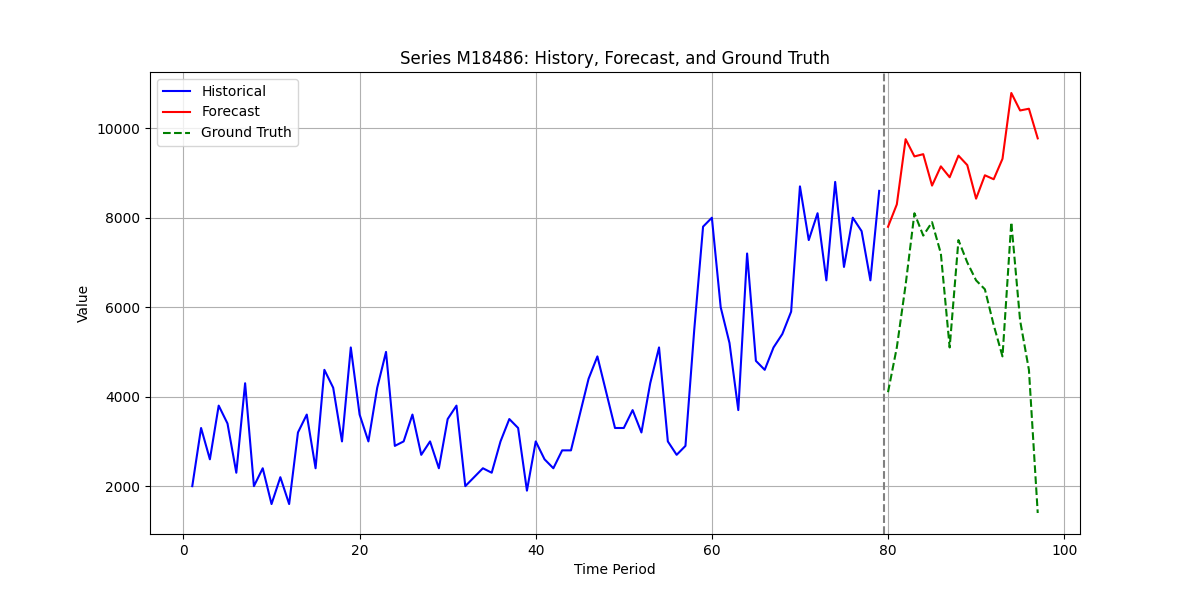 Series M18486: History, Forecast, and Ground Truth
Historical
Forecast
Ground Truth
10000
8000
6000
4000
2000
Value
0 20 40 60 80 100
Time Period